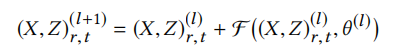 $(X, Z)_{r,t}^{(l+1)} = (X, Z)_{r,t}^{(l)} + \mathcal{F}\big((X, Z)_{r,t}^{(l)}, \theta^{(l)}\big)$